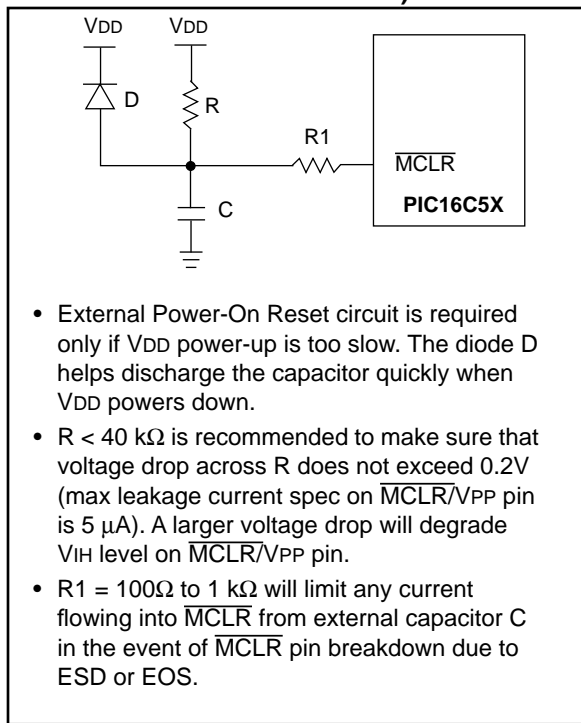 VDD VDD
D
R
R1
MCLR
C
PIC16C5X
• External Power-On Reset circuit is required
only if VDD power-up is too slow. The diode D
helps discharge the capacitor quickly when
VDD powers down.
• R < 40 kΩ is recommended to make sure that
voltage drop across R does not exceed 0.2V
(max leakage current spec on MCLR/VPP pin
is 5 μA). A larger voltage drop will degrade
VIH level on MCLR/VPP pin.
• R1 = 100Ω to 1 kΩ will limit any current
flowing into MCLR from external capacitor C
in the event of MCLR pin breakdown due to
ESD or EOS.